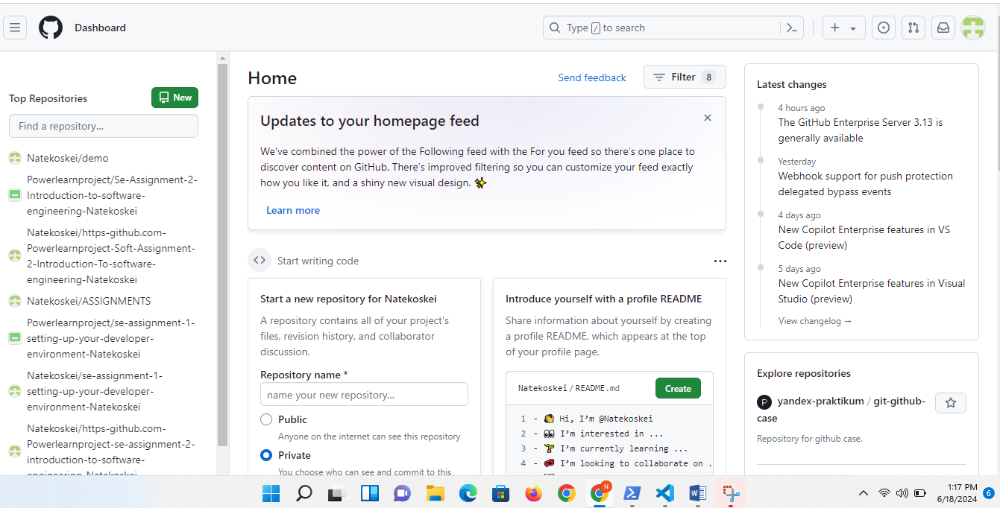 Dashboard
Type / to search
Top Repositories
New
Find a repository...
Natekoskei/demo
Powerlearnproject/Se-Assignment-2-
Introduction-to-software-
engineering-Natekoskei
Natekoskei/https-github.com-
Powerlearnproject-Soft-Assignment-
2-Introduction-To-software-
engineering-Natekoskei
Natekoskei/ASSIGNMENTS
Powerlearnproject/se-assignment-1-
setting-up-your-developer-
environment-Natekoskei
Natekoskei/se-assignment-1-
setting-up-your-developer-
environment-Natekoskei
Natekoskei/https-github.com-
Powerlearnproject-se-assignment-2-
introduction-to-software-
engineering-Natekoskei
Home
Send feedback
Filter 8
Updates to your homepage feed
We've combined the power of the Following feed with the For you feed so there's one place to
discover content on GitHub. There's improved filtering so you can customize your feed exactly
how you like it, and a shiny new visual design. ✨
Learn more
Start writing code
Start a new repository for Natekoskei
A repository contains all of your project's
files, revision history, and collaborator
discussion.
Repository name *
name your new repository...
Public
Anyone on the internet can see this repository
Private
You choose who can see and commit to this
Introduce yourself with a profile README
Share information about yourself by creating
a profile README, which appears at the top
of your profile page.
Natekoskei/README.md
Create
1 - 👋 Hi, I'm @Natekoskei
2 - 👀 I'm interested in ...
3 - 🌱 I'm currently learning ...
4 - 💞️ I'm looking to collaborate on .
Latest changes
4 hours ago
The GitHub Enterprise Server 3.13 is
generally available
Yesterday
Webhook support for push protection
delegated bypass events
4 days ago
New Copilot Enterprise features in VS
Code (preview)
5 days ago
New Copilot Enterprise features in Visual
Studio (preview)
View changelog →
Explore repositories
P
yandex-praktikum / git-github-
case
Repository for github case.
N
1:17 PM
6/18/2024
6